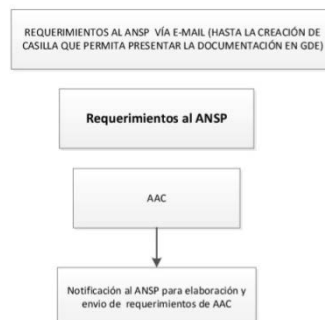 REQUERIMIENTOS AL ANSP VÍA E-MAIL (HASTA LA CREACIÓN DE
CASILLA QUE PERMITA PRESENTAR LA DOCUMENTACIÓN EN GDE)
Requerimientos al ANSP
AAC
Notificación al ANSP para elaboración y
envio de requerimientos de AAC